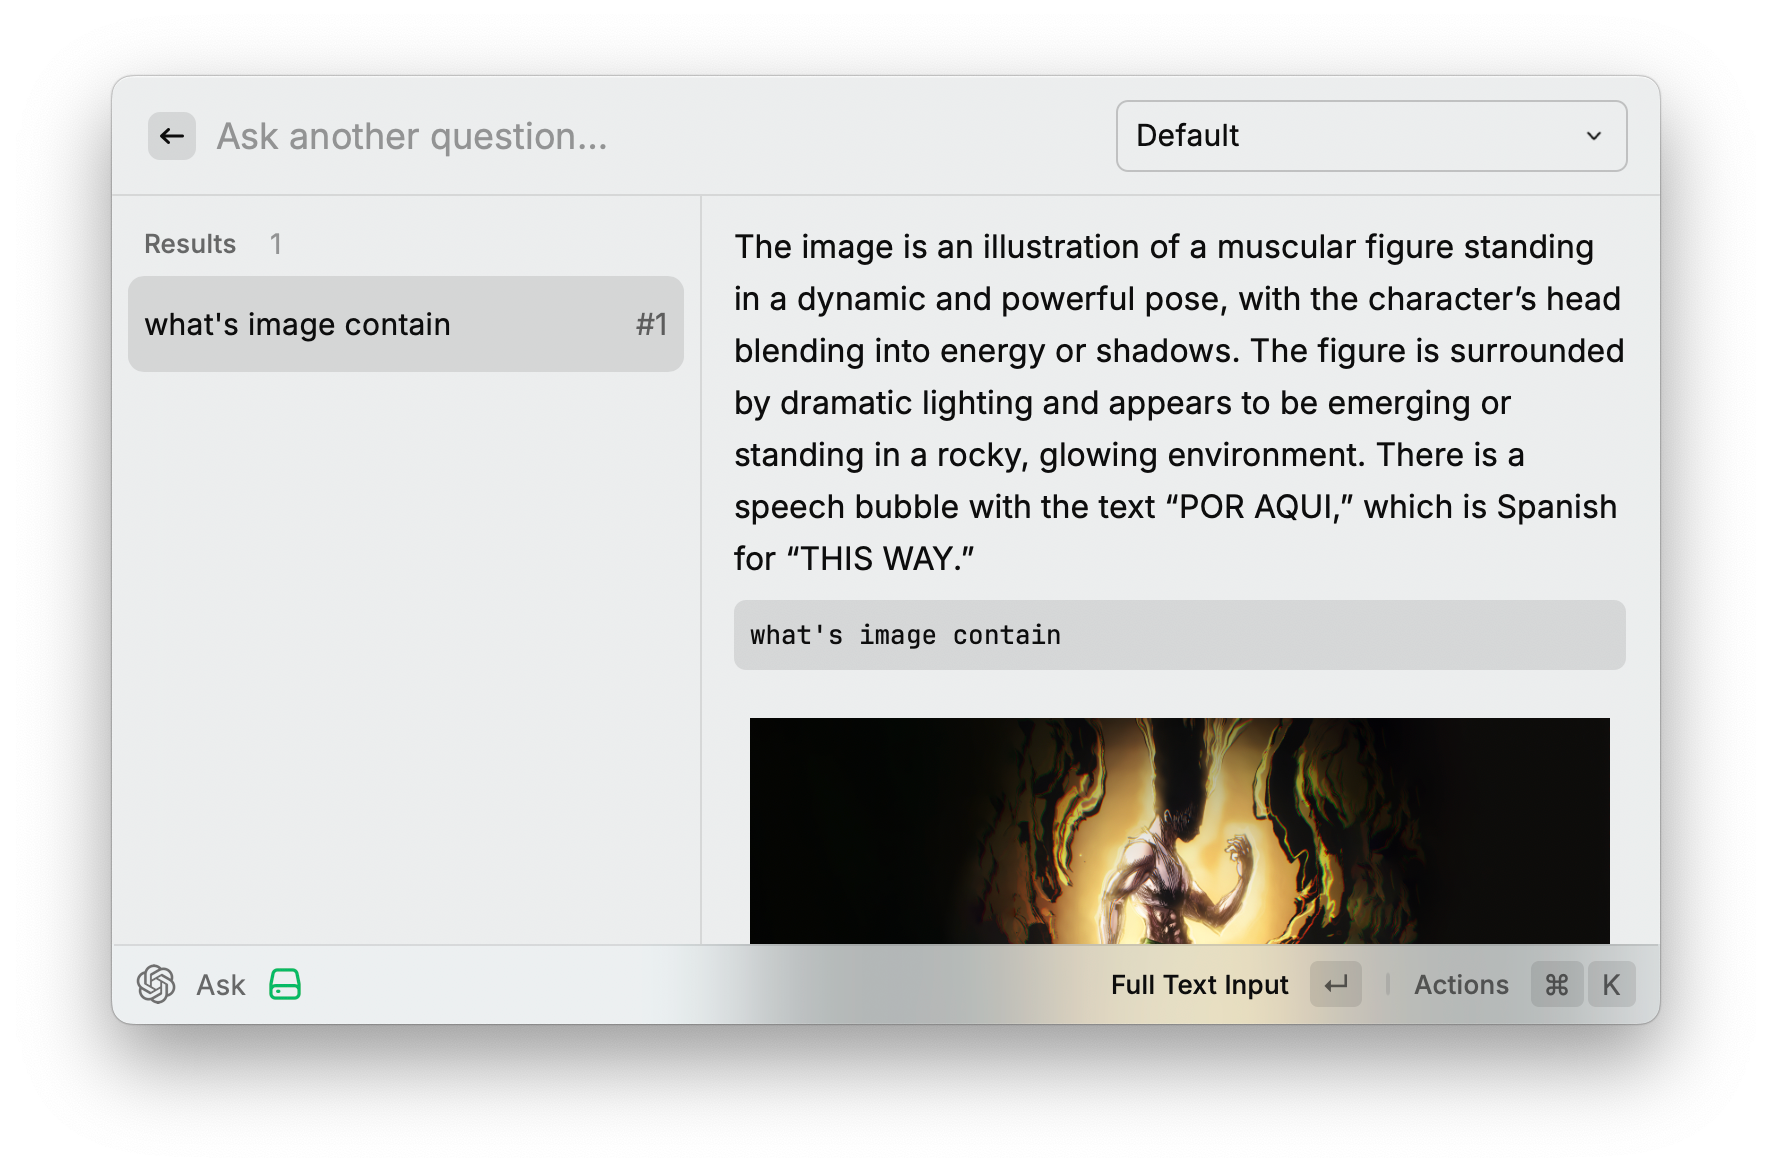 Ask another question...
Default
Results 1
what's image contain #1
The image is an illustration of a muscular figure standing
in a dynamic and powerful pose, with the character’s head
blending into energy or shadows. The figure is surrounded
by dramatic lighting and appears to be emerging or
standing in a rocky, glowing environment. There is a
speech bubble with the text “POR AQUI,” which is Spanish
for “THIS WAY.”
what's image contain
Ask
Full Text Input
Actions ⌘ K